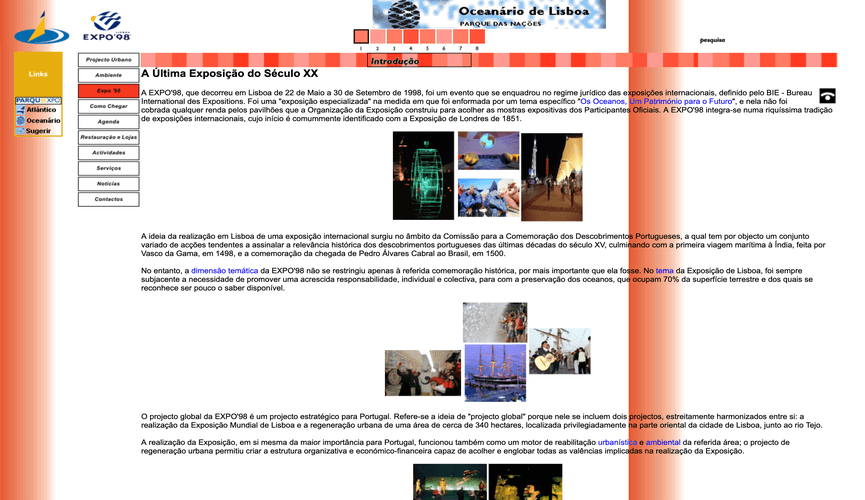 Oceanário de Lisboa
PARQUE DAS NAÇÕES
LISBOA
EXPO'98
1 2 3 4 5 6 7 8
pesquisa
Introdução
Links
PARQU XPO
Atlântico
Oceanário
Sugerir
Projecto Urbano
Ambiente
Expo '98
Como Chegar
Agenda
Restauração e Lojas
Actividades
Serviços
Notícias
Contactos
A Última Exposição do Século XX
A EXPO'98, que decorreu em Lisboa de 22 de Maio a 30 de Setembro de 1998, foi um evento que se enquadrou no regime jurídico das exposições internacionais, definido pelo BIE - Bureau
International des Expositions. Foi uma "exposição especializada" na medida em que foi enformada por um tema específico "Os Oceanos, Um Património para o Futuro", e nela não foi
cobrada qualquer renda pelos pavilhões que a Organização da Exposição construiu para acolher as mostras expositivas dos Participantes Oficiais. A EXPO'98 integra-se numa riquíssima tradição
de exposições internacionais, cujo início é comummente identificado com a Exposição de Londres de 1851.
A ideia da realização em Lisboa de uma exposição internacional surgiu no âmbito da Comissão para a Comemoração dos Descobrimentos Portugueses, a qual tem por objecto um conjunto
variado de acções tendentes a assinalar a relevância histórica dos descobrimentos portugueses das últimas décadas do século XV, culminando com a primeira viagem marítima à Índia, feita por
Vasco da Gama, em 1498, e a comemoração da chegada de Pedro Álvares Cabral ao Brasil, em 1500.
No entanto, a dimensão temática da EXPO'98 não se restringiu apenas à referida comemoração histórica, por mais importante que ela fosse. No tema da Exposição de Lisboa, foi sempre
subjacente a necessidade de promover uma acrescida responsabilidade, individual e colectiva, para com a preservação dos oceanos, que ocupam 70% da superfície terrestre e dos quais se
reconhece ser pouco o saber disponível.
O projecto global da EXPO'98 é um projecto estratégico para Portugal. Refere-se a ideia de "projecto global" porque nele se incluem dois projectos, estreitamente harmonizados entre si: a
realização da Exposição Mundial de Lisboa e a regeneração urbana de uma área de cerca de 340 hectares, localizada privilegiadamente na parte oriental da cidade de Lisboa, junto ao rio Tejo.
A realização da Exposição, em si mesma da maior importância para Portugal, funcionou também como um motor de reabilitação urbanística e ambiental da referida área; o projecto de
regeneração urbana permitiu criar a estrutura organizativa e económico-financeira capaz de acolher e englobar todas as valências implicadas na realização da Exposição.